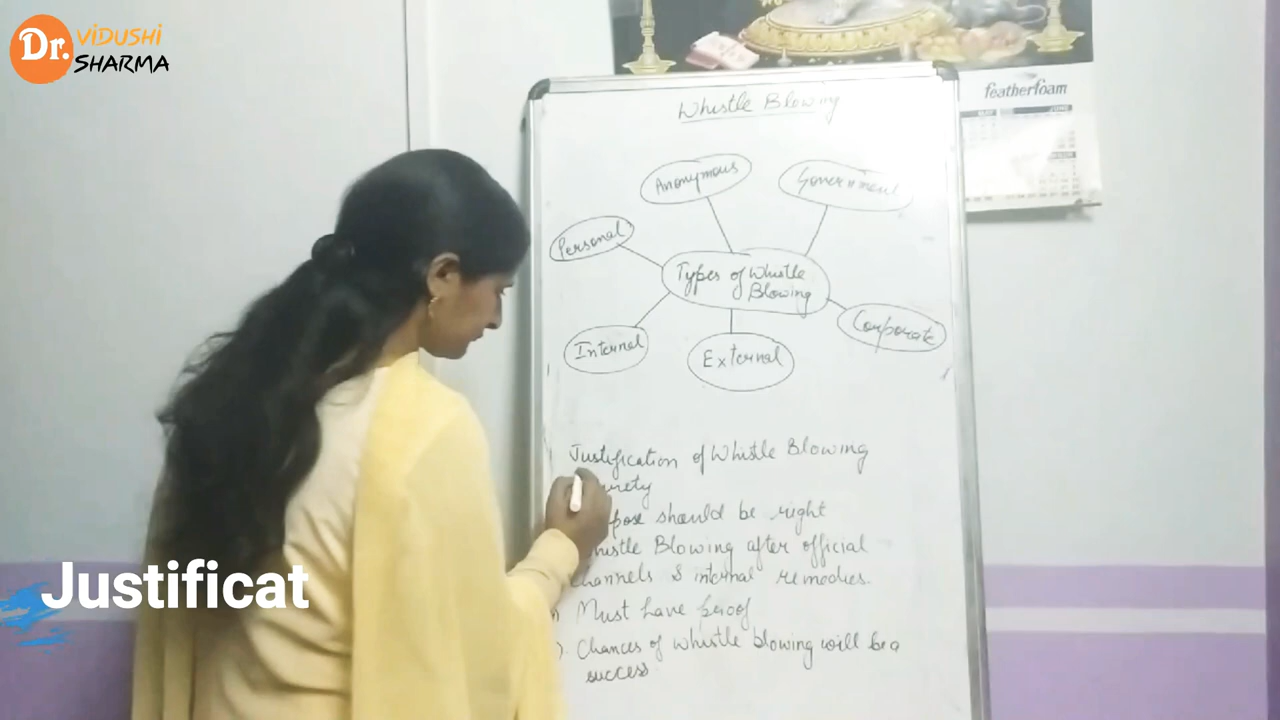 Dr. ViDUSHi
SHARMA
featherfoam
Whistle Blowing
Anonymous
Government
Personal
Types of Whistle
Blowing
Corporate
Internal
External
Justification of Whistle Blowing
should be right
Whistle Blowing after official
channels & internal remedies.
Must have proof
Chances of whistle blowing will be a
success.
Justificat